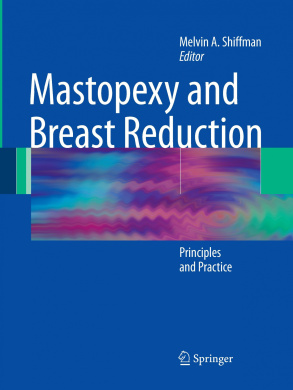 Melvin A. Shiffman
Editor
Mastopexy and
Breast Reduction
Principles
and Practice
Springer